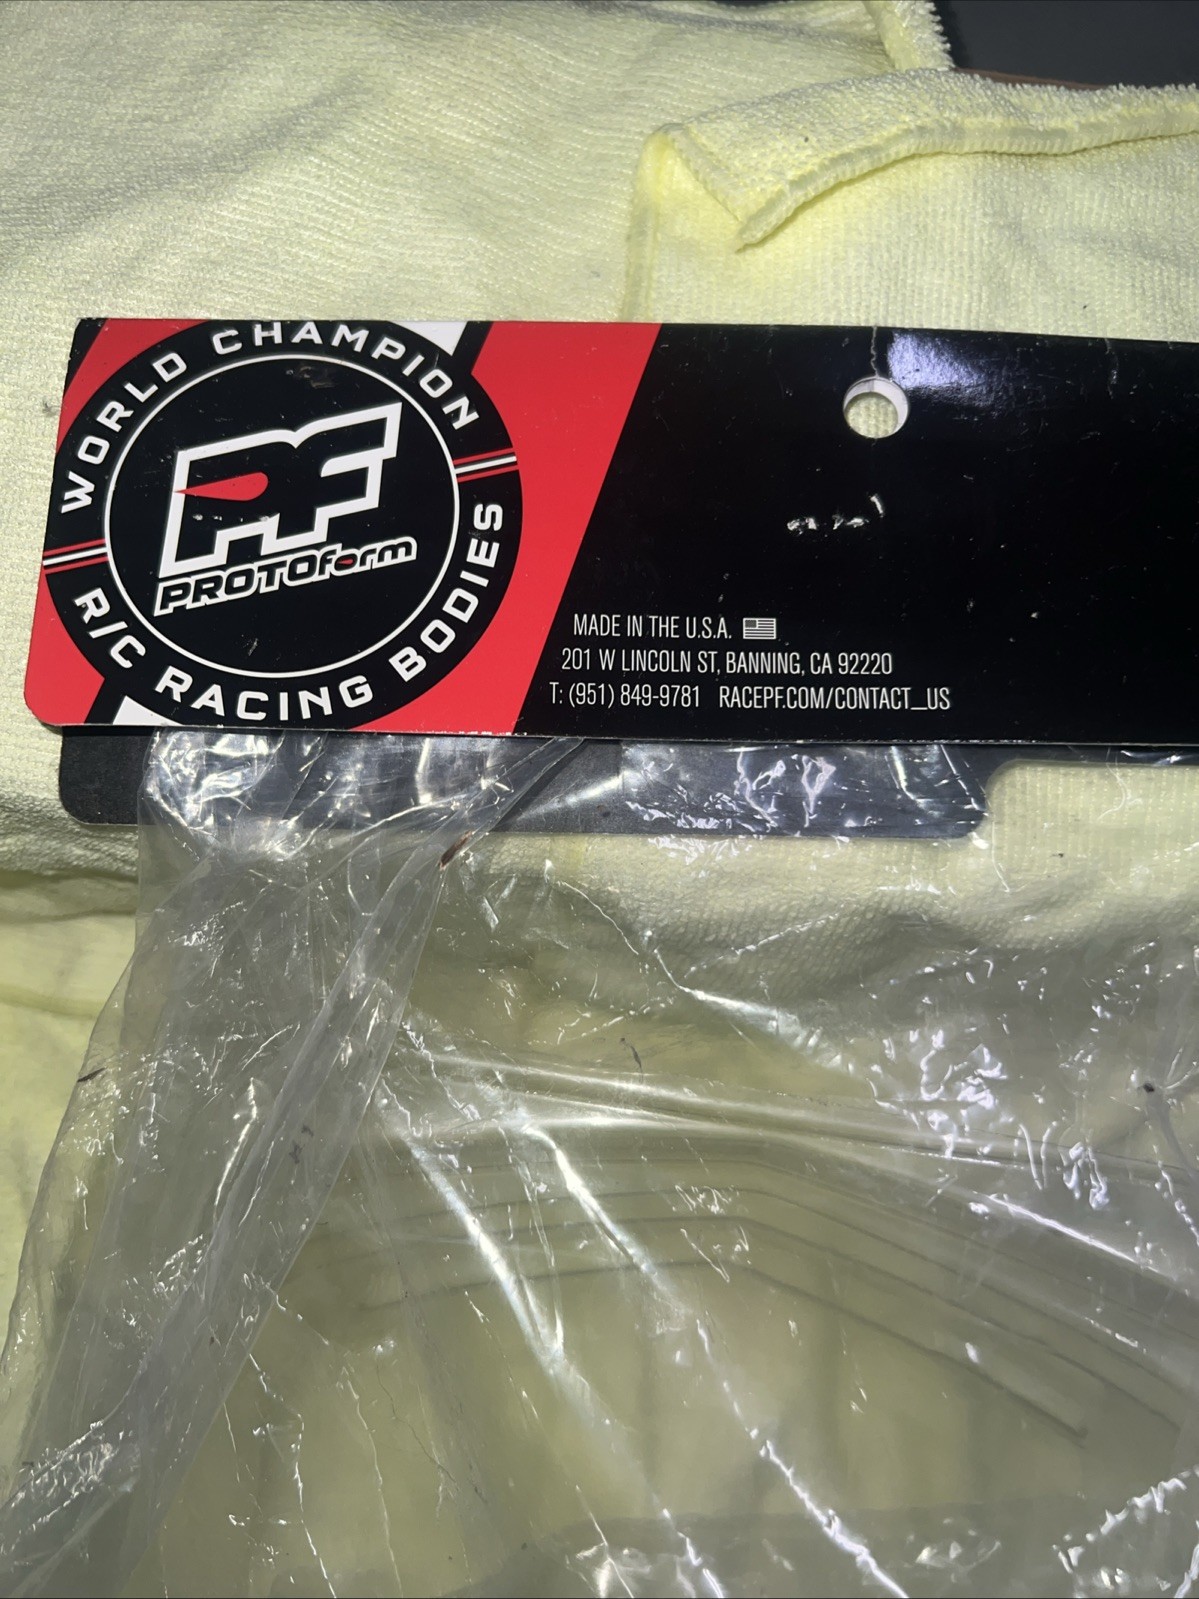 WORLD CHAMPION
PF
PROTOform
R/C RACING BODIES
MADE IN THE U.S.A.
201 W LINCOLN ST, BANNING, CA 92220
T: (951) 849-9781 RACEPF.COM/CONTACT_US